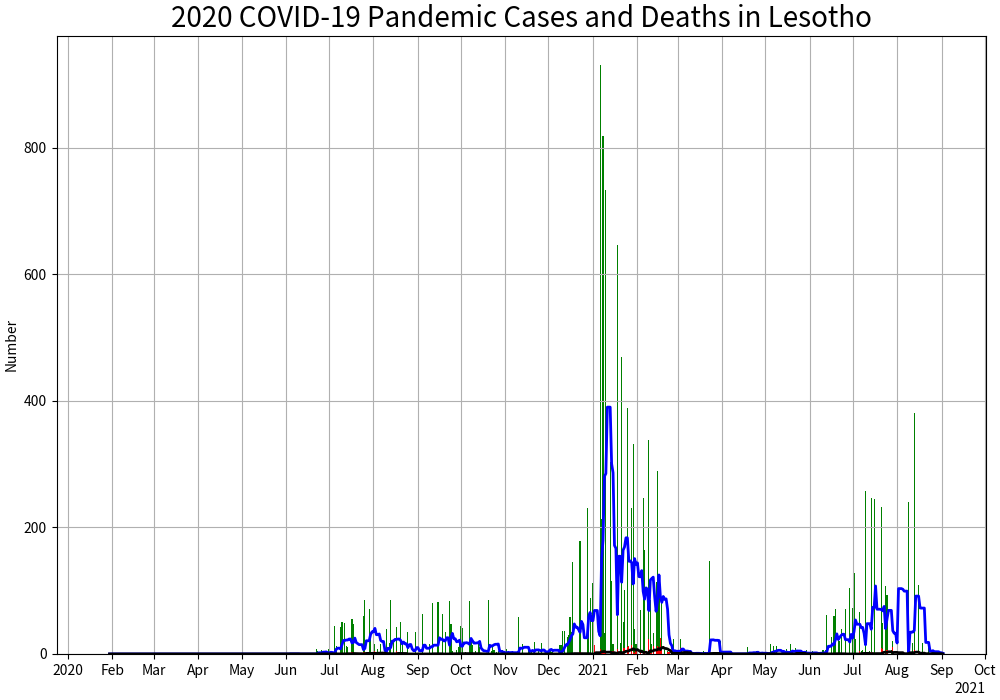 2020 COVID-19 Pandemic Cases and Deaths in Lesotho
Number
800
600
400
200
0
2020 Feb Mar Apr May Jun Jul Aug Sep Oct Nov Dec 2021 Feb Mar Apr May Jun Jul Aug Sep Oct
2021